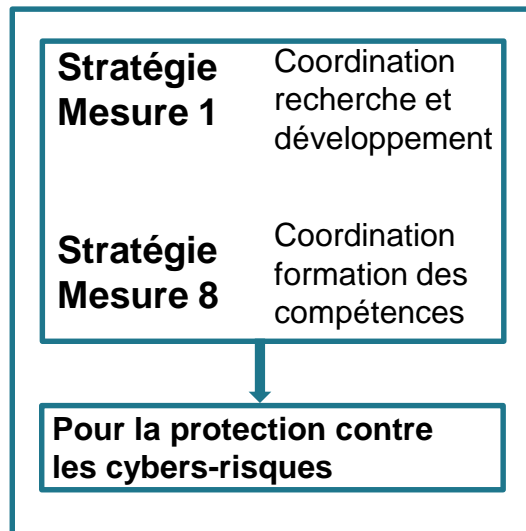 Stratégie
Mesure 1
Coordination
recherche et
développement
Stratégie
Mesure 8
Coordination
formation des
compétences
Pour la protection contre
les cybers-risques